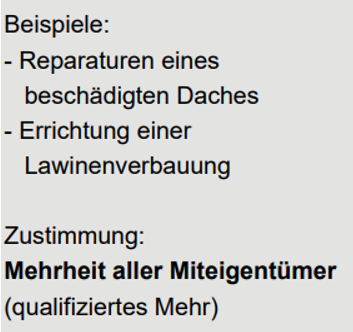 Beispiele:
- Reparaturen eines
beschädigten Daches
- Errichtung einer
Lawinenverbauung
Zustimmung:
Mehrheit aller Miteigentümer
(qualifiziertes Mehr)